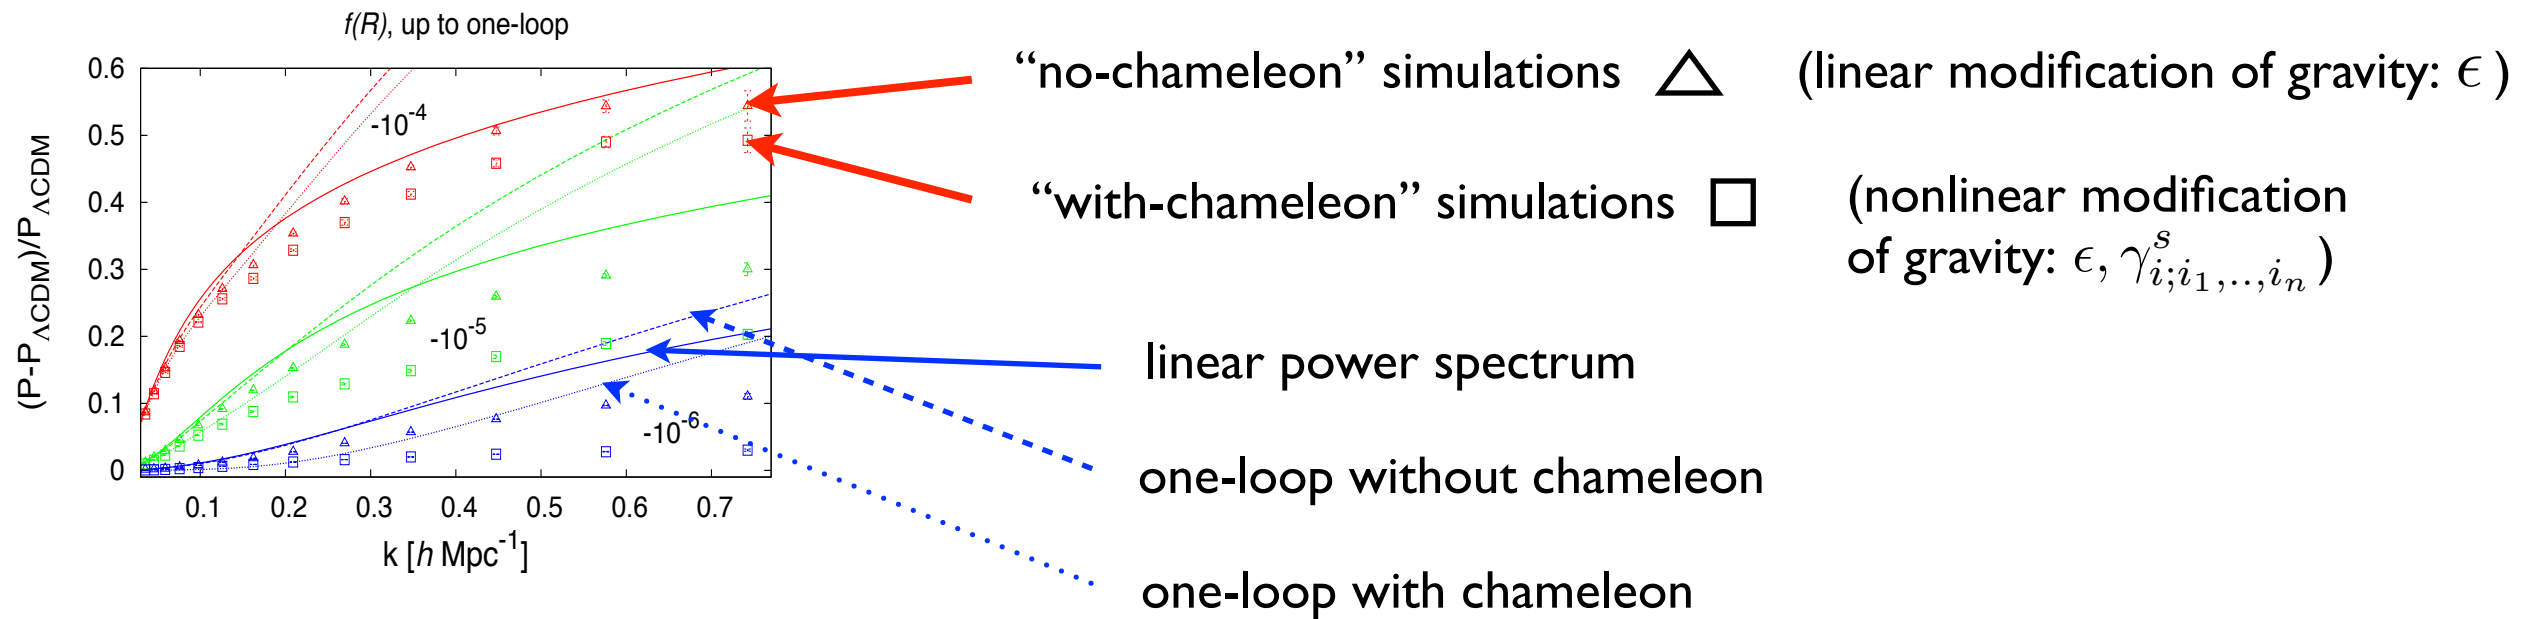 f(R), up to one-loop
(P-P_ΛCDM)/P_ΛCDM
0.6
0.5
0.4
0.3
0.2
0.1
0
-10^-4
-10^-5
-10^-6
0.1 0.2 0.3 0.4 0.5 0.6 0.7
k [h Mpc^-1]
“no-chameleon” simulations △ (linear modification of gravity: ϵ )
“with-chameleon” simulations □ (nonlinear modification
of gravity: ϵ, γ^s_{i;i_1,..,i_n} )
linear power spectrum
one-loop without chameleon
one-loop with chameleon